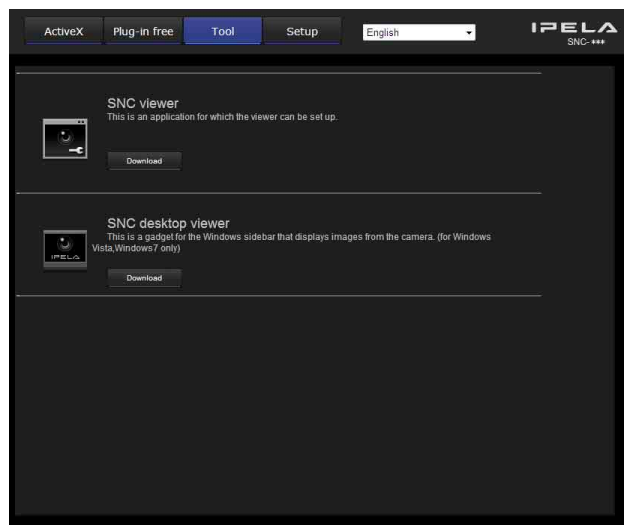 ActiveX Plug-in free Tool Setup English IPELA
SNC-***
SNC viewer
This is an application for which the viewer can be set up.
Download
SNC desktop viewer
This is a gadget for the Windows sidebar that displays images from the camera. (for Windows
Vista,Windows7 only)
IPELA
Download